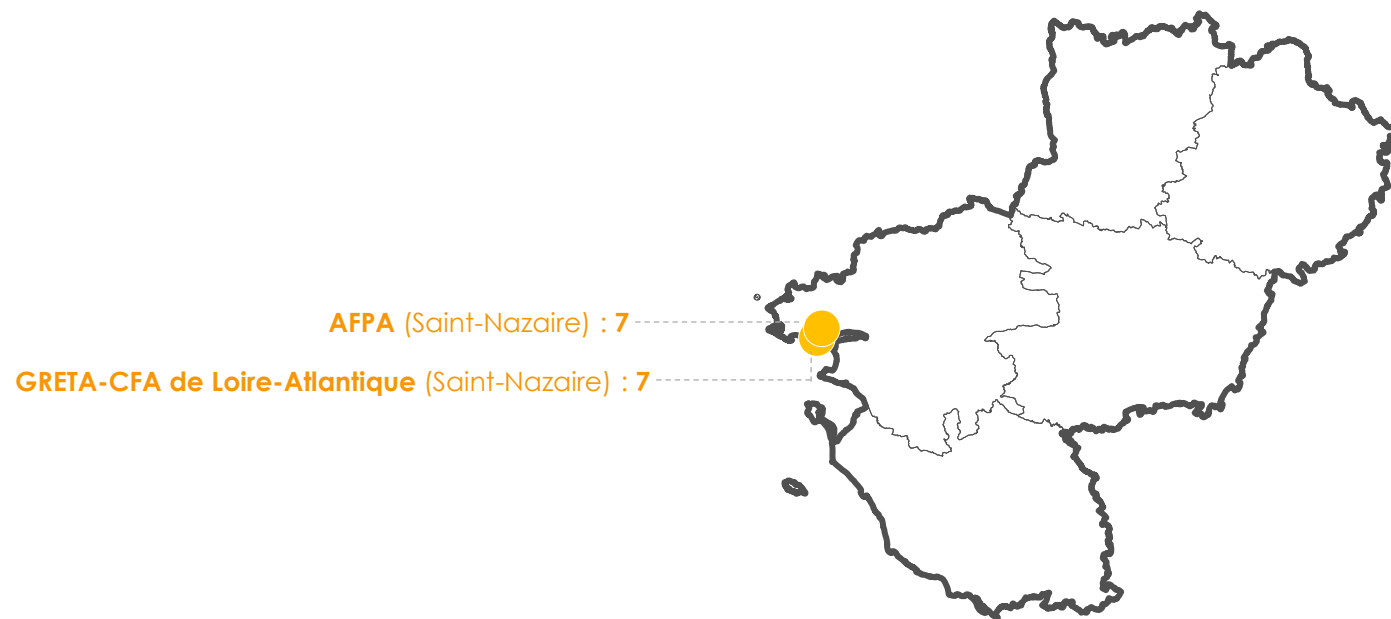 AFPA (Saint-Nazaire) : 7
GRETA-CFA de Loire-Atlantique (Saint-Nazaire) : 7